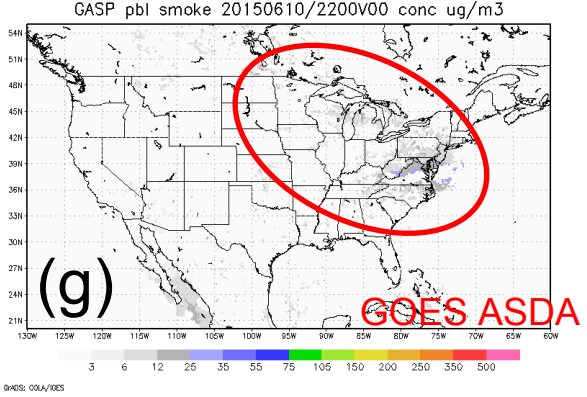 GASP pbl smoke 20150610/2200V00 conc ug/m3
54N
51N
48N
45N
42N
39N
36N
33N
30N
27N
24N
21N
(g)
GOES ASDA
130W 125W 120W 115W 110W 105W 100W 95W 90W 85W 80W 75W 70W 65W 60W
3 6 12 25 35 55 75 105 150 200 250 350 500
GrADS: COLA/IGES